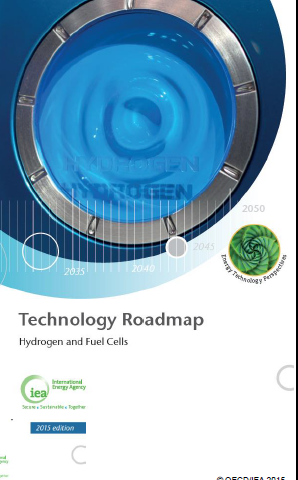 HYDROGEN
HYDROGEN
2050
2045
2040
2035
Energy Technology Perspectives
Technology Roadmap
Hydrogen and Fuel Cells
iea
International
Energy Agency
Secure Sustainable Together
2015 edition
© OECD/IEA 2015